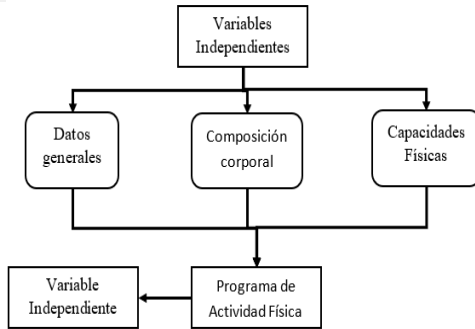 Variables
Independientes
Datos
generales
Composición
corporal
Capacidades
Físicas
Variable
Independiente
Programa de
Actividad Física